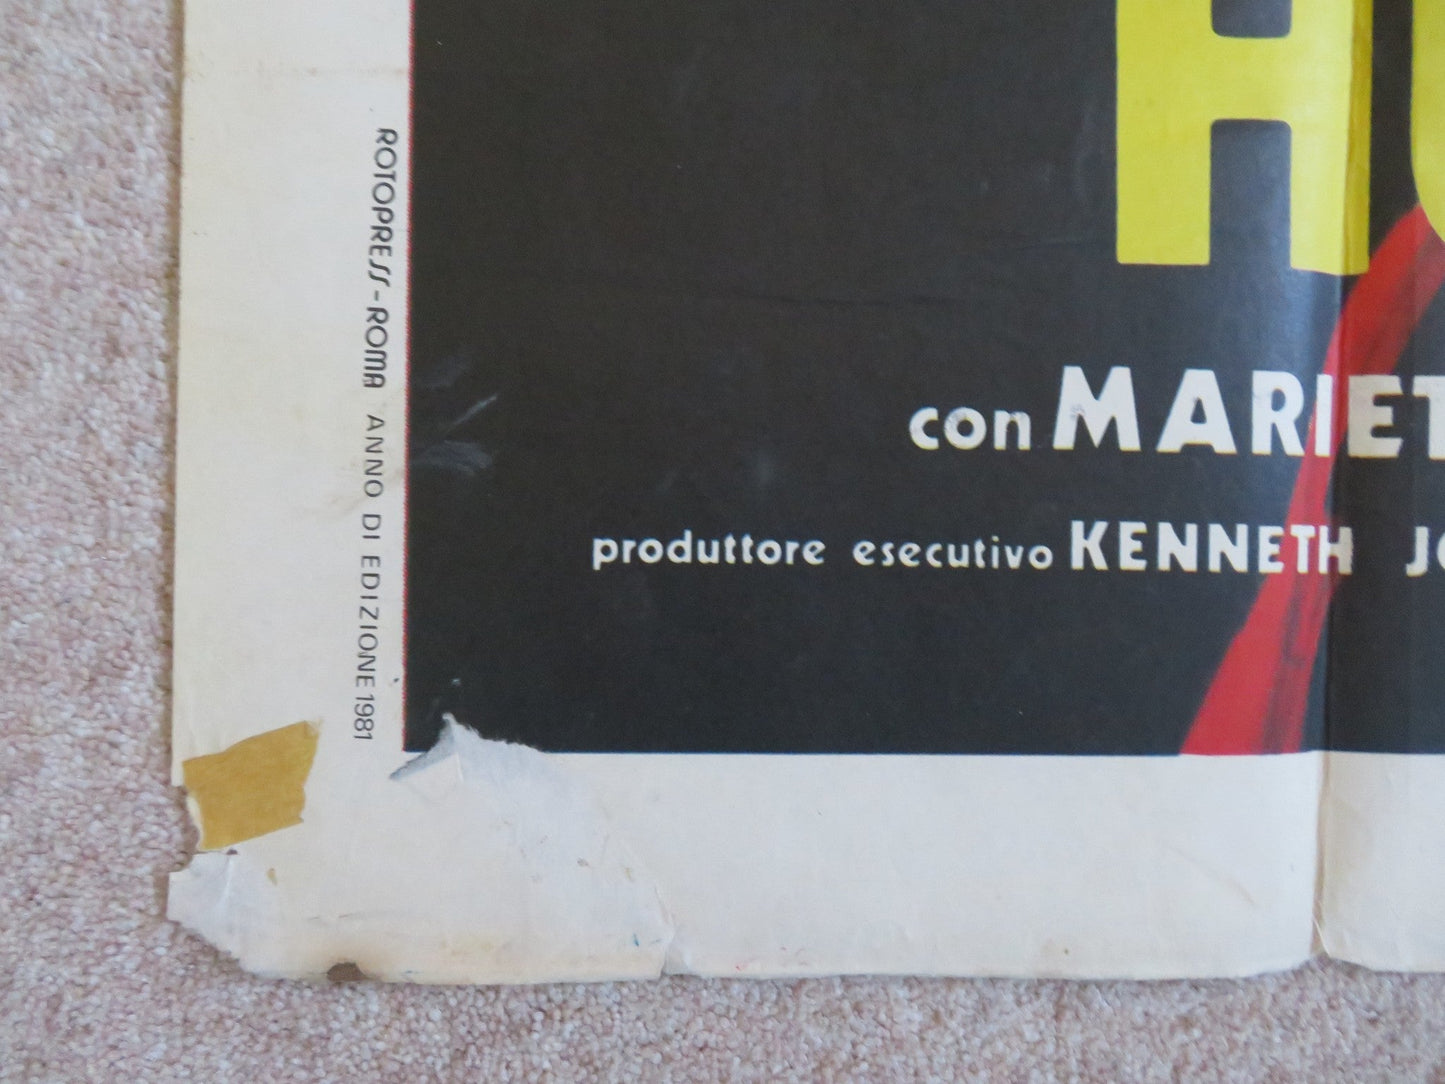 ROTOPRESS-ROMA ANNO DI EDIZIONE 1981
con MARIET
produttore esecutivo KENNETH